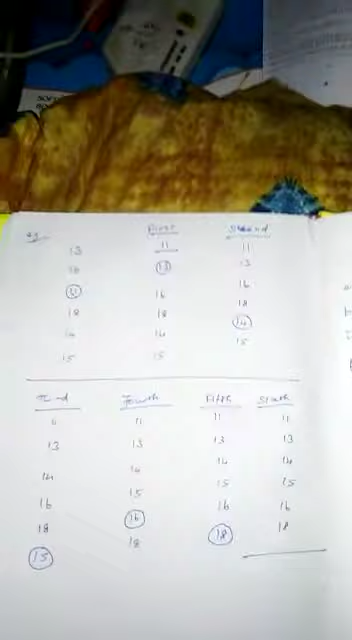 eg First Second
13 11 11
16 13 13
11 16 16
18 18 18
14 14 14
15 15 15
Third Fourth Fifth Sixth
11 11 11 11
13 13 13 13
14 14 14 14
16 15 15 15
18 16 16 16
15 18 18 18